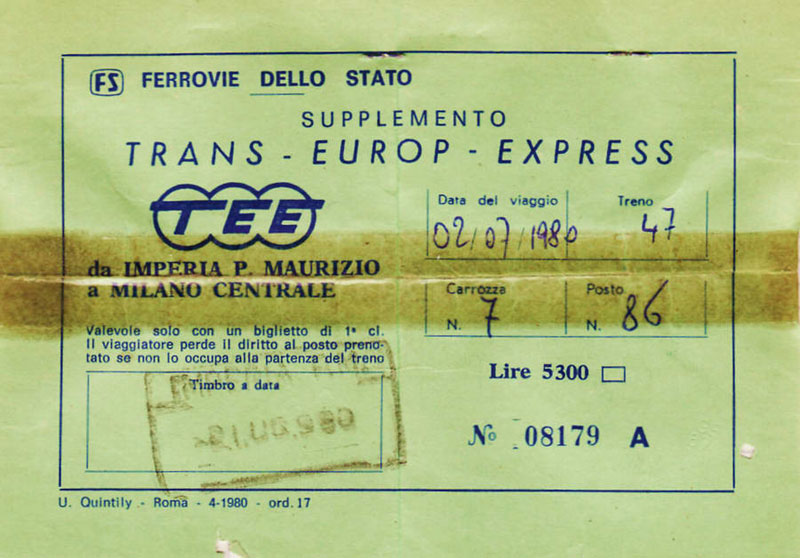 FS FERROVIE DELLO STATO
SUPPLEMENTO
TRANS - EUROP - EXPRESS
TEE
da IMPERIA P. MAURIZIO
a MILANO CENTRALE
Data del viaggio
02/07/1980
Treno
47
Carrozza
N. 7
Posto
N. 86
Valevole solo con un biglietto di 1ª cl.
Il viaggiatore perde il diritto al posto preno-
tato se non lo occupa alla partenza del treno
Timbro a data
Lire 5300
Nº 08179 A
U. Quintily - Roma - 4-1980 - ord. 17